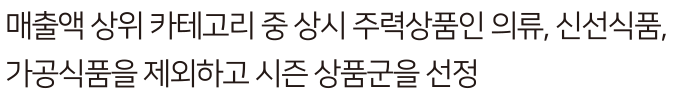 매출액 상위 카테고리 중 상시 주력상품인 의류, 신선식품,
가공식품을 제외하고 시즌 상품군을 선정